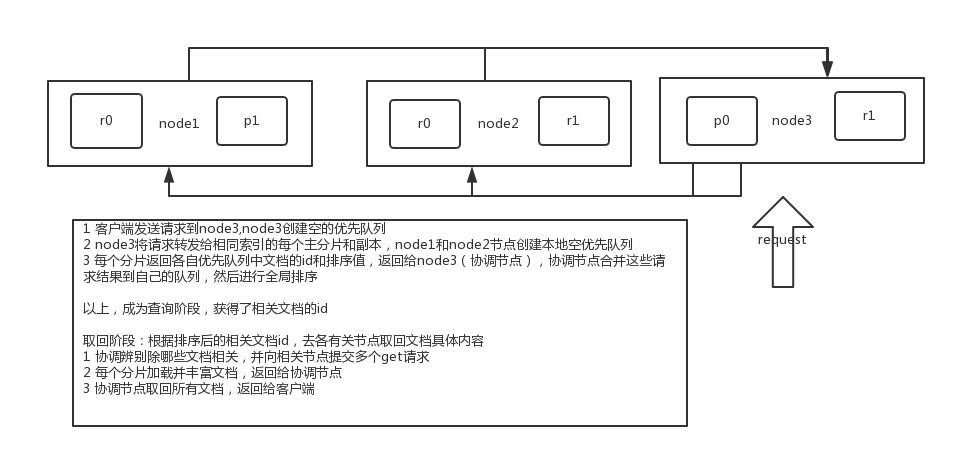 r0
node1
p1
r0
node2
r1
p0
node3
r1
request
1 客户端发送请求到node3,node3创建空的优先队列
2 node3将请求转发给相同索引的每个主分片和副本，node1和node2节点创建本地空优先队列
3 每个分片返回各自优先队列中文档的id和排序值，返回给node3（协调节点），协调节点合并这些请
求结果到自己的队列，然后进行全局排序
以上，成为查询阶段，获得了相关文档的id
取回阶段：根据排序后的相关文档id，去各有关节点取回文档具体内容
1 协调辨别除哪些文档相关，并向相关节点提交多个get请求
2 每个分片加载并丰富文档，返回给协调节点
3 协调节点取回所有文档，返回给客户端